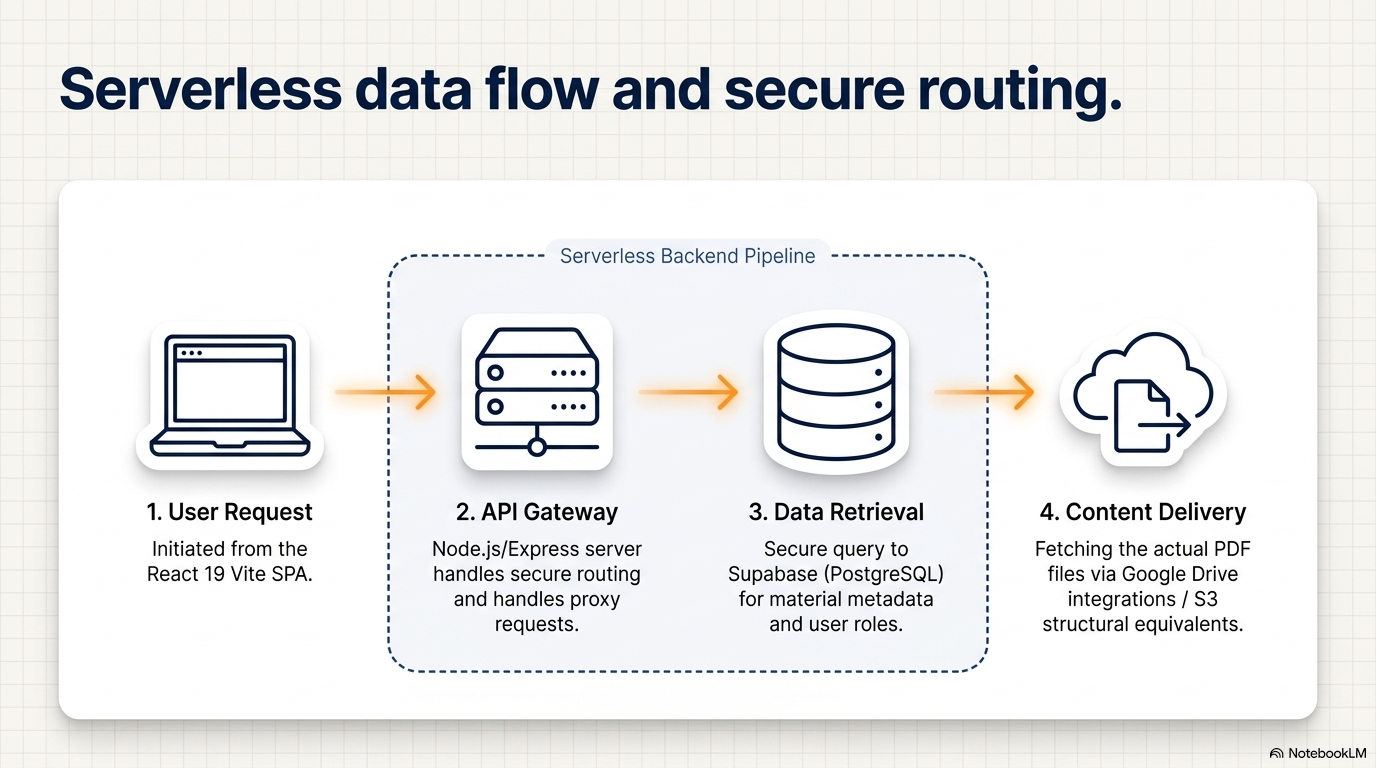 Serverless data flow and secure routing.
Serverless Backend Pipeline
1. User Request
Initiated from the
React 19 Vite SPA.
2. API Gateway
Node.js/Express server
handles secure routing
and handles proxy
requests.
3. Data Retrieval
Secure query to
Supabase (PostgreSQL)
for material metadata
and user roles.
4. Content Delivery
Fetching the actual PDF
files via Google Drive
integrations / S3
structural equivalents.
NotebookLM